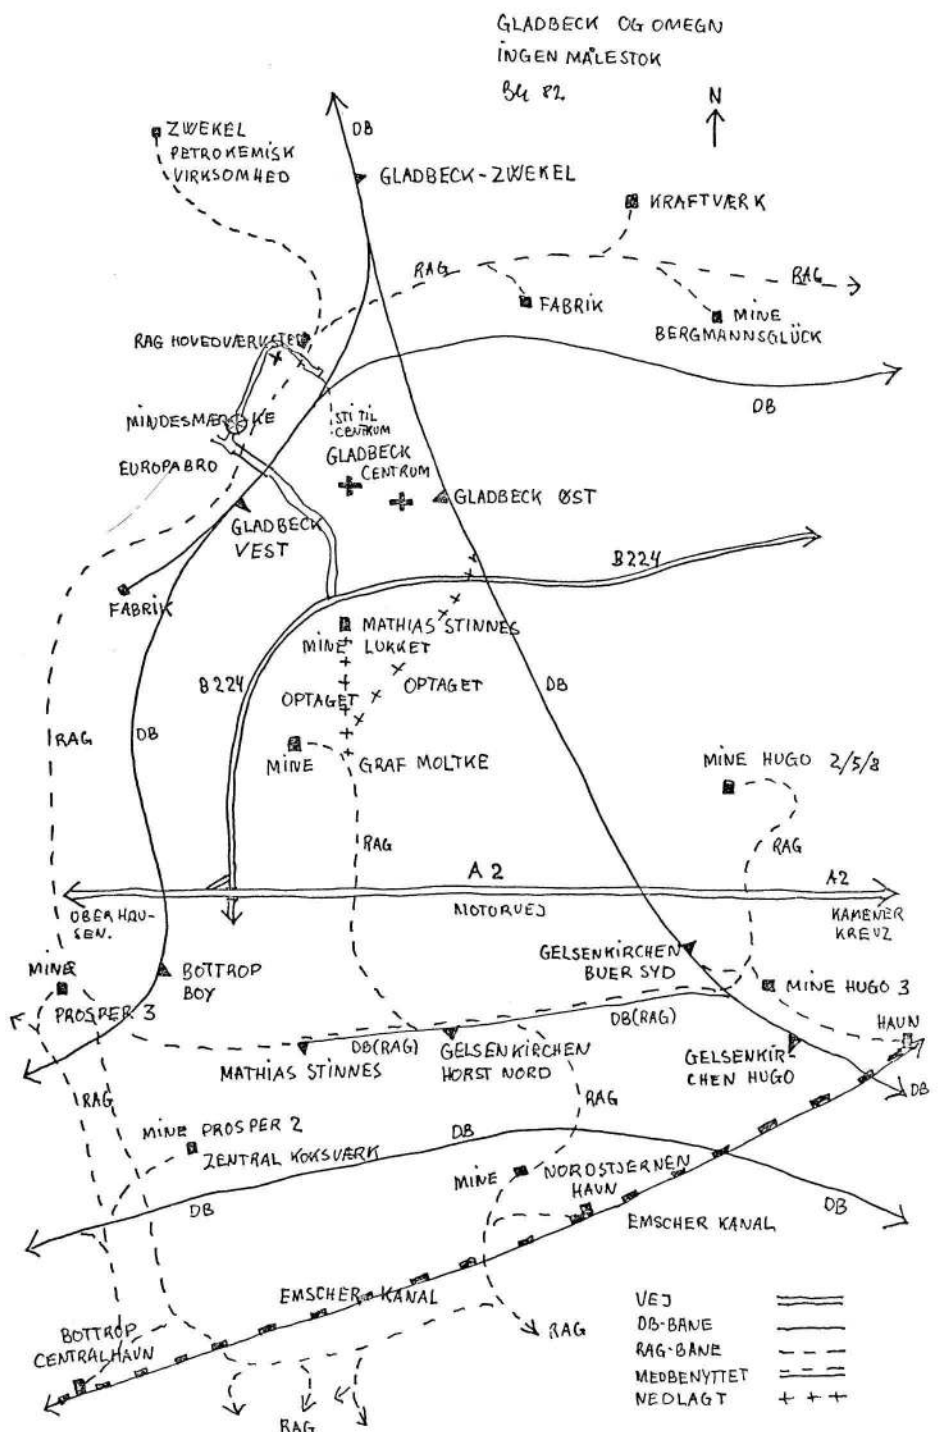 GLADBECK OG OMEGN
INGEN MÅLESTOK
N
DB
ZWEKEL
PETROKEMISK
VIRKSOMHED
GLADBECK-ZWEKEL
KRAFTVÆRK
RAG
RAG
FABRIK
MINE
BERGMANNSGLÜCK
RAG HOVEDVÆRKSTED
DB
MINDESMÆRKE
STI TIL
CENTRUM
GLADBECK
CENTRUM
EUROPABRO
GLADBECK ØST
GLADBECK
VEST
B224
FABRIK
MATHIAS STINNES
MINE LUKKET
B224
OPTAGET
OPTAGET
DB
RAG
DB
MINE
GRAF MOLTKE
MINE HUGO 2/5/8
RAG
RAG
A2
A2
MOTORVEJ
OBERHAU-
SEN.
KAMENER
KREUZ
GELSENKIRCHEN
BUER SYD
MINE
BOTTROP
BOY
PROSPER 3
MINE HUGO 3
DB(RAG)
DB(RAG)
HAVN
MATHIAS STINNES
GELSENKIRCHEN
HORST NORD
GELSENKIR-
CHEN HUGO
RAG
RAG
DB
MINE PROSPER 2
ZENTRAL KOKSVÆRK
DB
MINE
NORDSTJERNEN
HAVN
DB
DB
EMSCHER KANAL
EMSCHER KANAL
BOTTROP
CENTRALHAVN
RAG
RAG
VEJ
DB-BANE
RAG-BANE
MEDBENYTTET
NEDLAGT